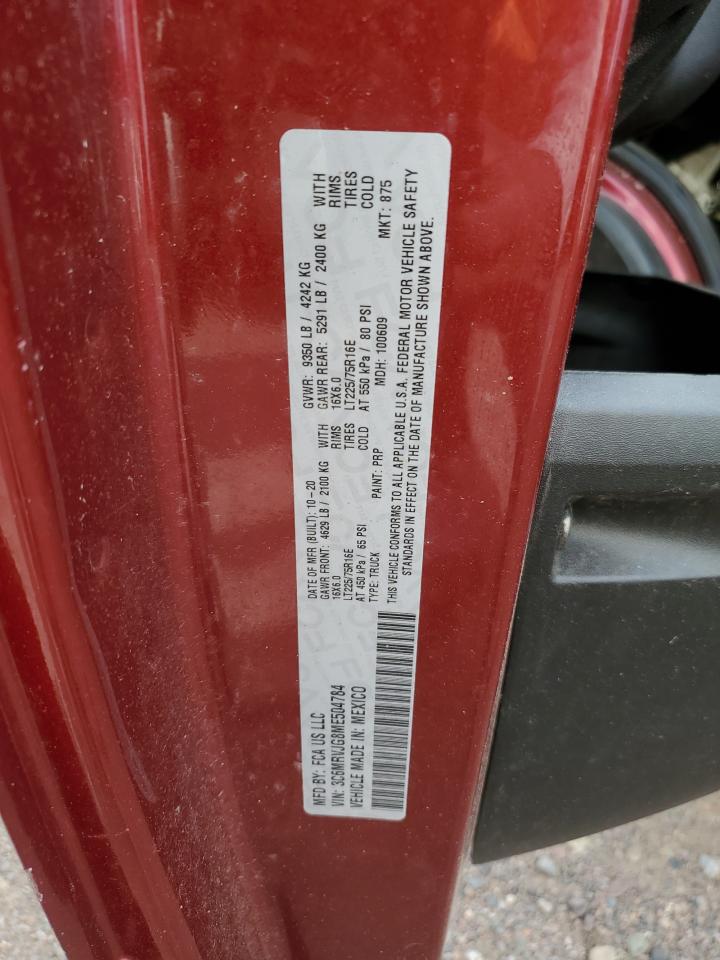 MFD BY: FCA US LLC
DATE OF MFR (BUILT): 10-20 GVWR: 9350 LB / 4242 KG
GAWR FRONT: 4629 LB / 2100 KG WITH GAWR REAR: 5291 LB / 2400 KG WITH
16X6.0 RIMS 16X6.0 RIMS
LT225/75R16E TIRES LT225/75R16E TIRES
AT 450 kPa / 65 PSI COLD AT 550 kPa / 80 PSI COLD
VIN: 3C6MRVJG8ME504784
TYPE: TRUCK PAINT: PRP MDH: 100609 MKT: 875
VEHICLE MADE IN: MEXICO
THIS VEHICLE CONFORMS TO ALL APPLICABLE U.S.A. FEDERAL MOTOR VEHICLE SAFETY
STANDARDS IN EFFECT ON THE DATE OF MANUFACTURE SHOWN ABOVE.